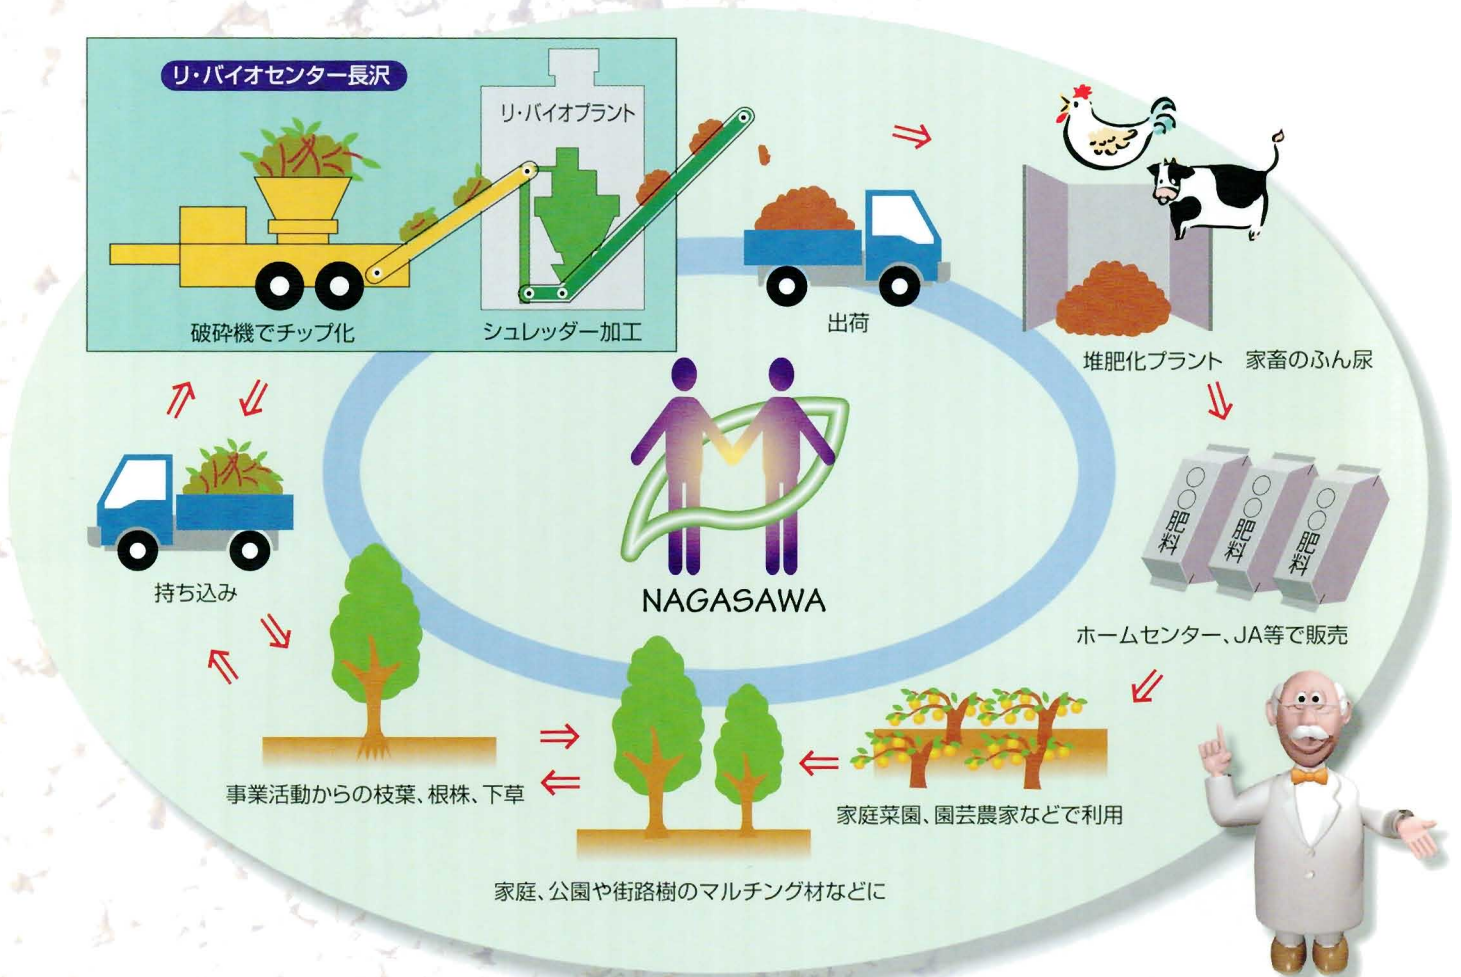 リ・バイオセンター長沢
リ・バイオプラント
破砕機でチップ化
シュレッダー加工
出荷
堆肥化プラント
家畜のふん尿
〇〇肥料
〇〇肥料
〇〇肥料
ホームセンター、JA等で販売
家庭菜園、園芸農家などで利用
家庭、公園や街路樹のマルチング材などに
事業活動からの枝葉、根株、下草
持ち込み
NAGASAWA